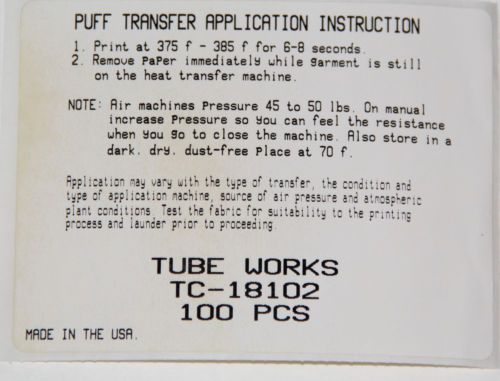 PUFF TRANSFER APPLICATION INSTRUCTION
1. Print at 375 f - 385 f for 6-8 seconds.
2. Remove PaPer immediately while garment is still
on the heat transfer machine.
NOTE: Air machines Pressure 45 to 50 lbs. On manual
increase Pressure so you can feel the resistance
when you go to close the machine. Also store in a
dark. dry. dust-free Place at 70 f.
Application may vary with the type of transfer, the condition and
type of application machine, source of air pressure and atmospheric
plant conditions. Test the fabric for suitability to the printing
process and launder prior to proceeding.
TUBE WORKS
TC-18102
100 PCS
MADE IN THE USA.